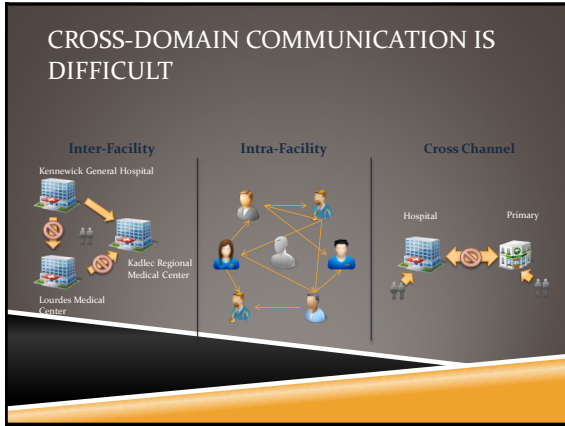 CROSS-DOMAIN COMMUNICATION IS
DIFFICULT
Inter-Facility
Kennewick General Hospital
Kadlec Regional
Medical Center
Lourdes Medical
Center
Intra-Facility
Cross Channel
Hospital
Primary